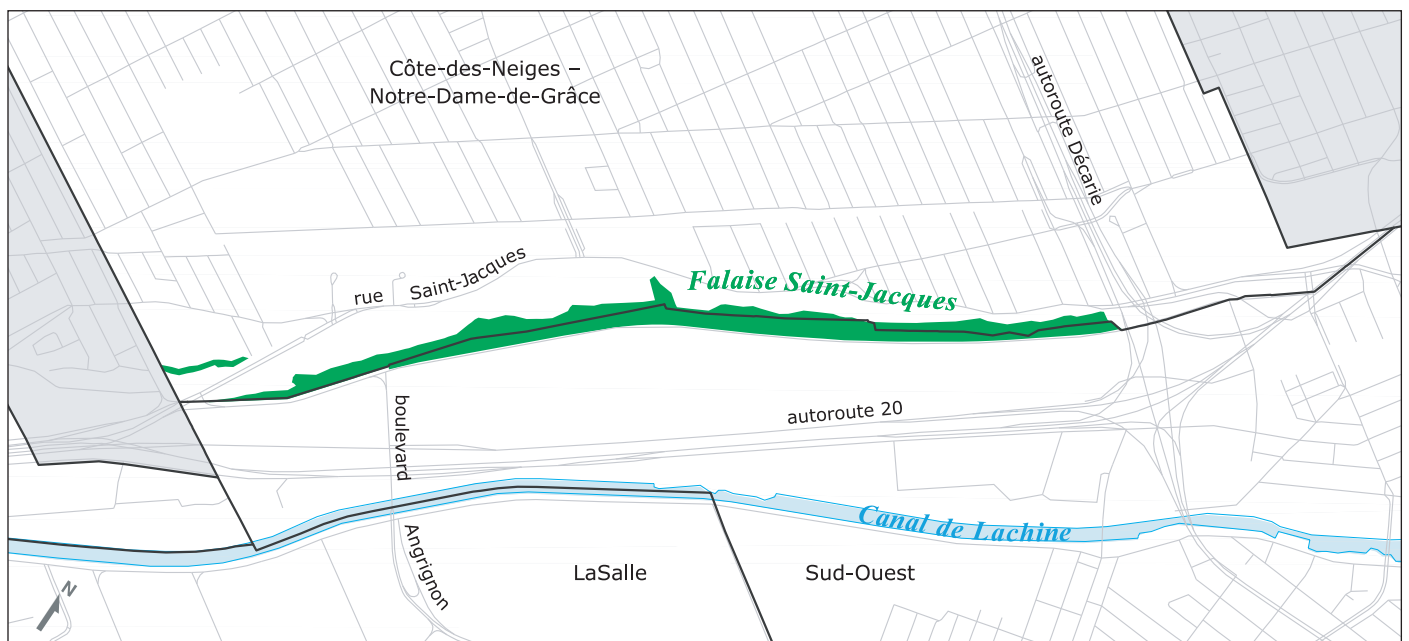 Côte-des-Neiges –
Notre-Dame-de-Grâce
autoroute Décarie
rue Saint-Jacques
Falaise Saint-Jacques
boulevard
Angrignon
autoroute 20
Canal de Lachine
LaSalle
Sud-Ouest
N